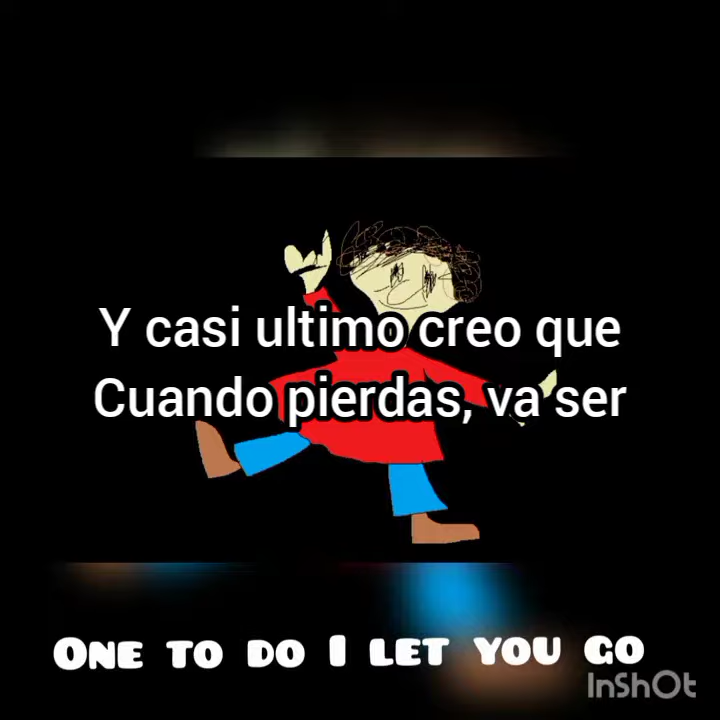 Y casi ultimo creo que
Cuando pierdas, va ser
ONE TO DO I LET YOU GO
InShOt